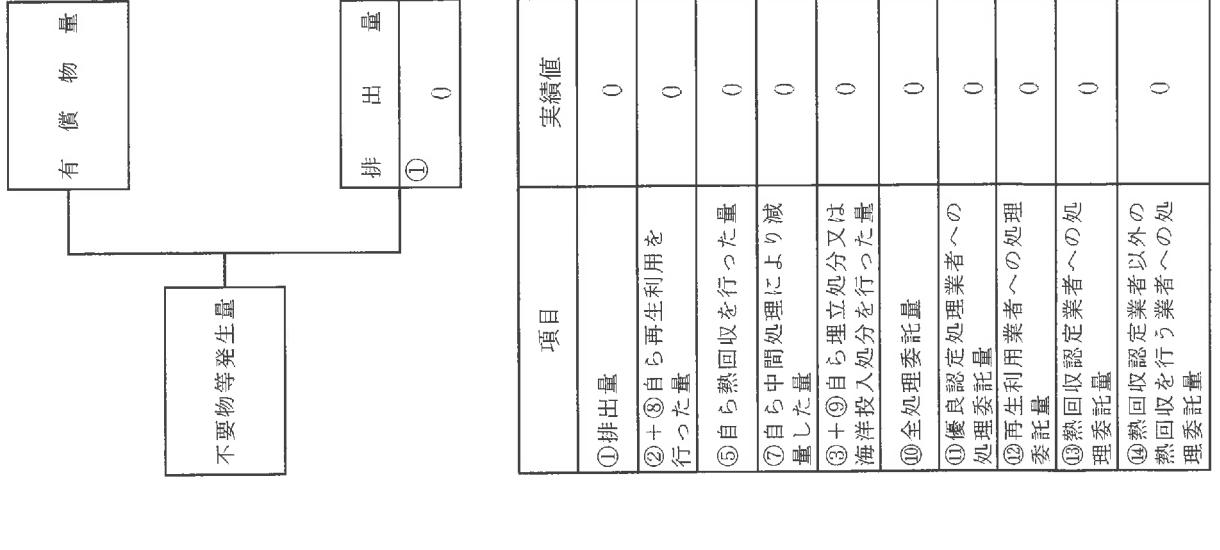 有償物量
不要物等発生量
排出量
①
0
項目
実績値
①排出量
0
②＋⑧自ら再生利用を
行った量
0
⑤自ら熱回収を行った量
0
⑦自ら中間処理により減
量した量
0
③＋⑨自ら埋立処分又は
海洋投入処分を行った量
0
⑩全処理委託量
0
⑪優良認定処理業者への
処理委託量
0
⑫再生利用業者への処理
委託量
0
⑬熱回収認定業者への処
理委託量
0
⑭熱回収認定業者以外の
熱回収を行う業者への処
理委託量
0